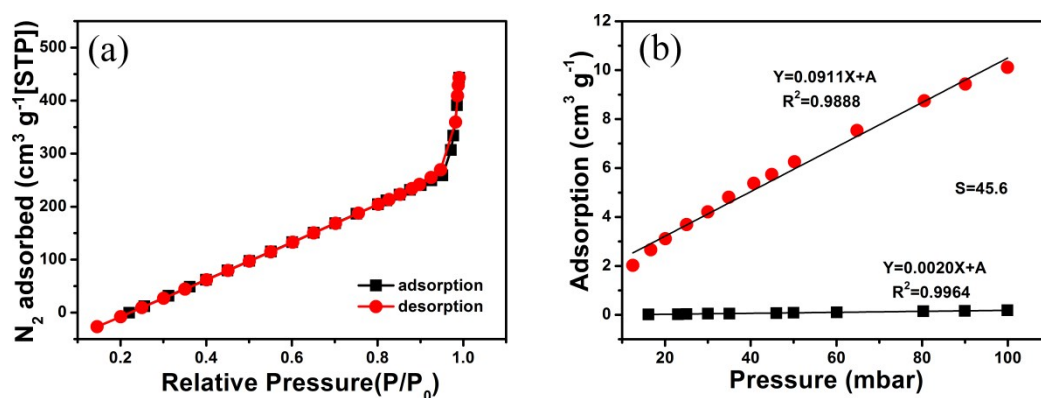 (a)
N₂ adsorbed (cm³ g⁻¹[STP)
500
400
300
200
100
0
0.2 0.4 0.6 0.8 1.0
Relative Pressure(P/P₀)
adsorption
desorption
(b)
Adsorption (cm³ g⁻¹)
12
10
8
6
4
2
0
20 40 60 80 100
Pressure (mbar)
Y=0.0911X+A
R²=0.9888
S=45.6
Y=0.0020X+A
R²=0.9964